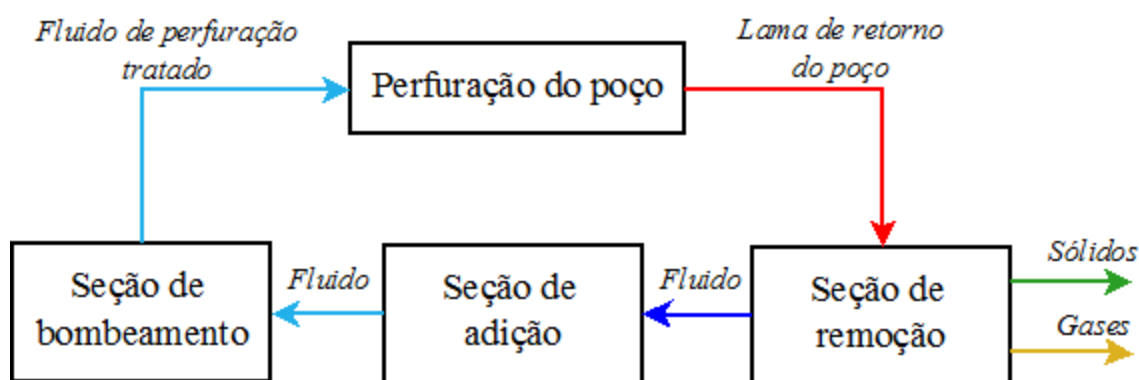 Fluido de perfuração
tratado
Perfuração do poço
Lama de retorno
do poço
Seção de
bombeamento
Fluido
Seção de
adição
Fluido
Seção de
remoção
Sólidos
Gases